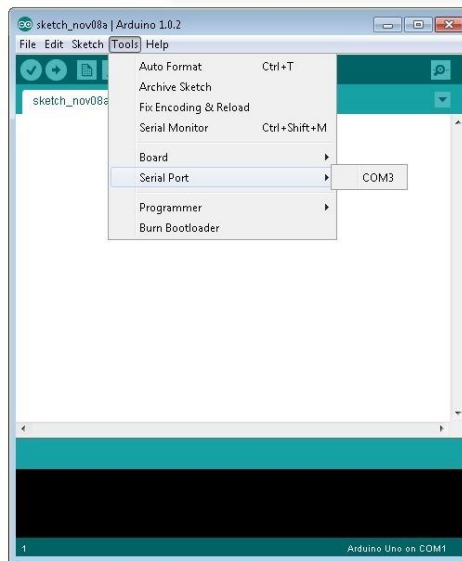 sketch_nov08a | Arduino 1.0.2
File Edit Sketch Tools Help
sketch_nov08a
Auto Format Ctrl+T
Archive Sketch
Fix Encoding & Reload
Serial Monitor Ctrl+Shift+M
Board
Serial Port
COM3
Programmer
Burn Bootloader
1
Arduino Uno on COM1